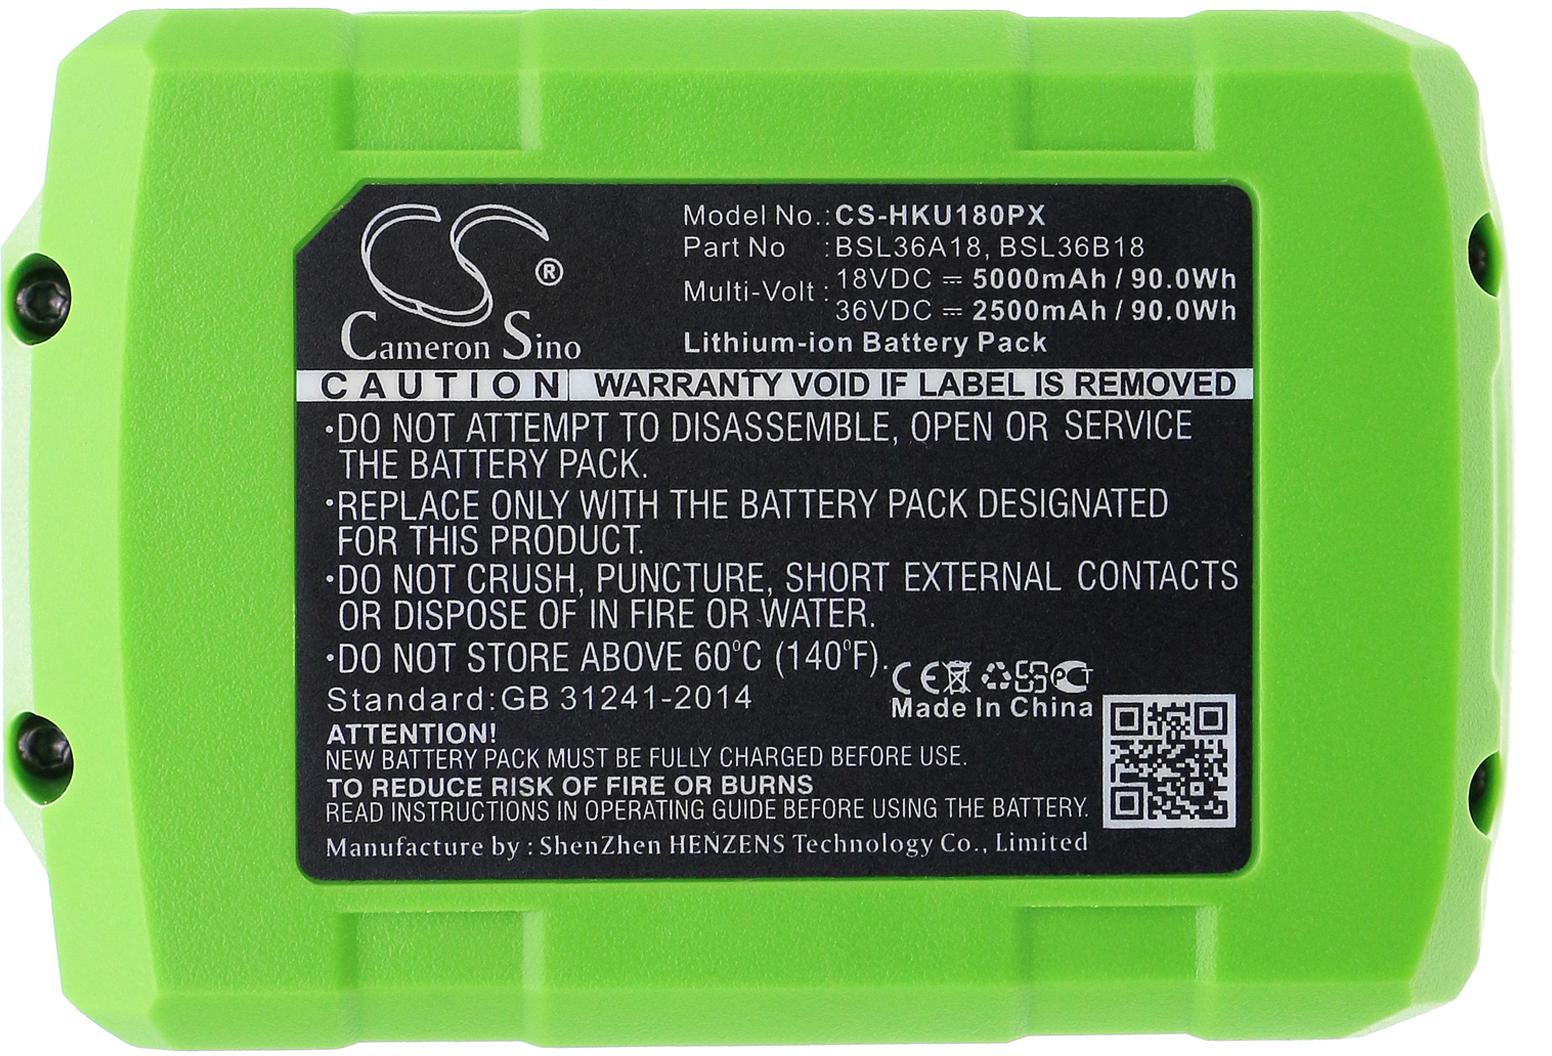 CS
®
Cameron Sino
Model No.:CS-HKU180PX
Part No :BSL36A18, BSL36B18
Multi-Volt : 18VDC ⎓ 5000mAh / 90.0Wh
36VDC ⎓ 2500mAh / 90.0Wh
Lithium-ion Battery Pack
CAUTION WARRANTY VOID IF LABEL IS REMOVED
•DO NOT ATTEMPT TO DISASSEMBLE, OPEN OR SERVICE
THE BATTERY PACK.
•REPLACE ONLY WITH THE BATTERY PACK DESIGNATED
FOR THIS PRODUCT.
•DO NOT CRUSH, PUNCTURE, SHORT EXTERNAL CONTACTS
OR DISPOSE OF IN FIRE OR WATER.
•DO NOT STORE ABOVE 60°C (140°F).
CE PCT
Standard:GB 31241-2014
Made In China
ATTENTION!
NEW BATTERY PACK MUST BE FULLY CHARGED BEFORE USE.
TO REDUCE RISK OF FIRE OR BURNS
READ INSTRUCTIONS IN OPERATING GUIDE BEFORE USING THE BATTERY.
Manufacture by : ShenZhen HENZENS Technology Co., Limited